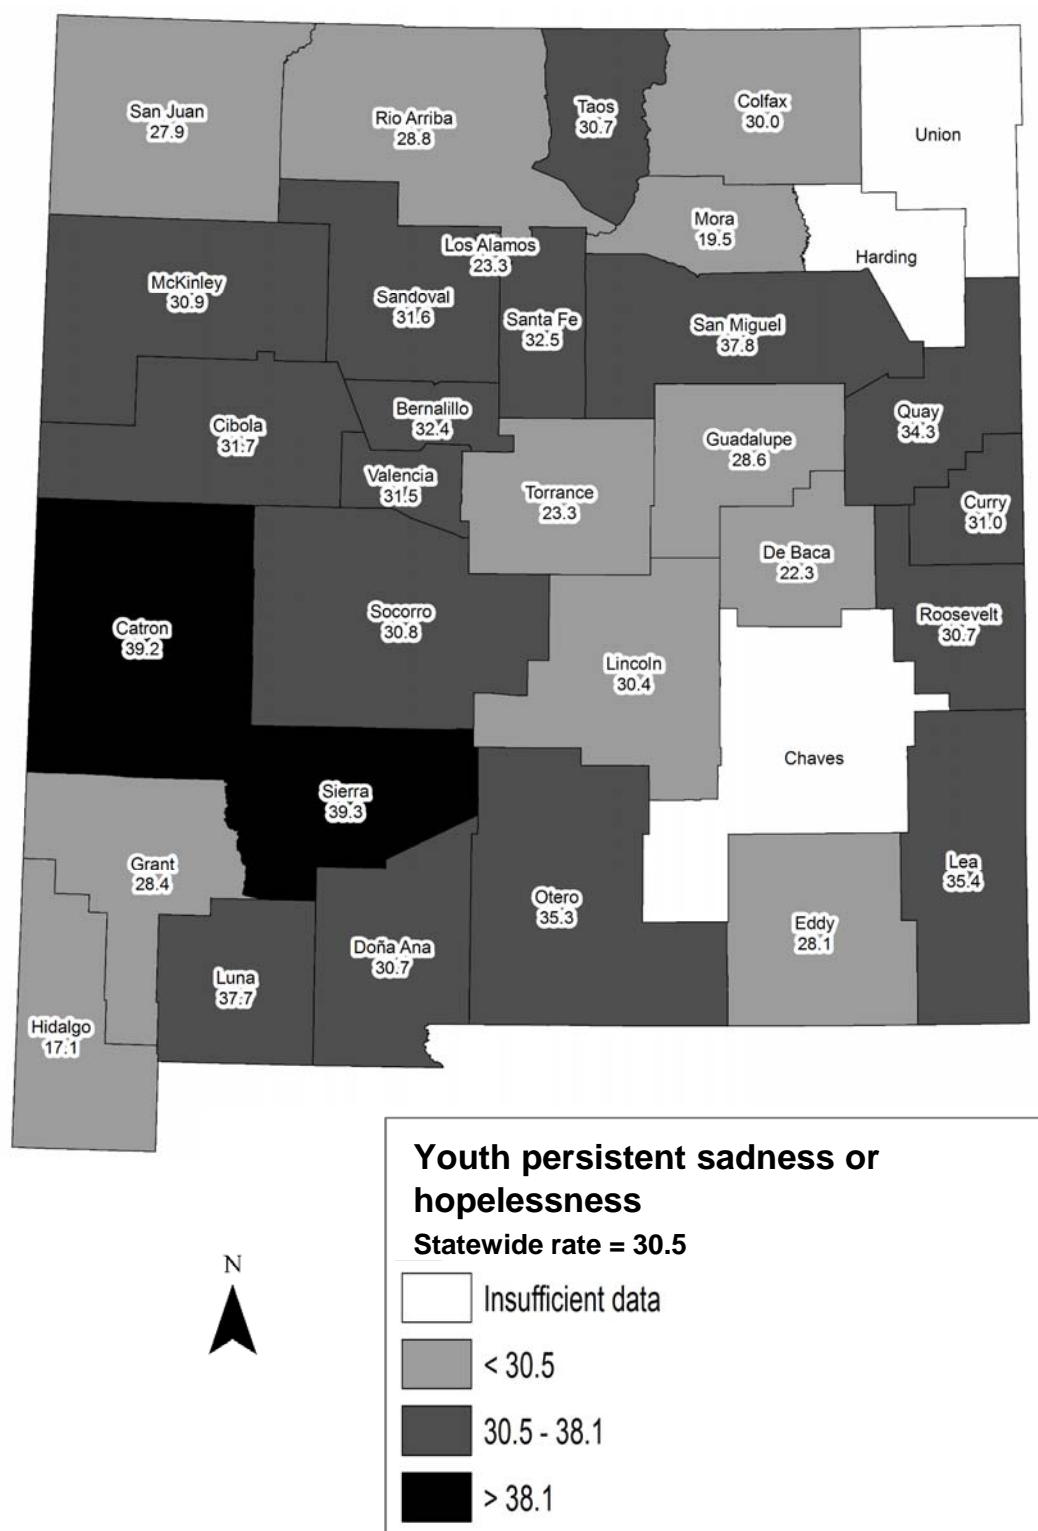 San Juan
27.9
Rio Arriba
28.8
Taos
30.7
Colfax
30.0
Union
Mora
19.5
Harding
Los Alamos
23.3
McKinley
30.9
Sandoval
31.6
Santa Fe
32.5
San Miguel
37.8
Quay
34.3
Cibola
31.7
Bernalillo
32.4
Guadalupe
28.6
Valencia
31.5
Torrance
23.3
Curry
31.0
De Baca
22.3
Catron
39.2
Socorro
30.8
Roosevelt
30.7
Lincoln
30.4
Chaves
Sierra
39.3
Grant
28.4
Otero
35.3
Lea
35.4
Eddy
28.1
Doña Ana
30.7
Luna
37.7
Hidalgo
17.1
Youth persistent sadness or
hopelessness
Statewide rate = 30.5
N
Insufficient data
< 30.5
30.5 - 38.1
> 38.1